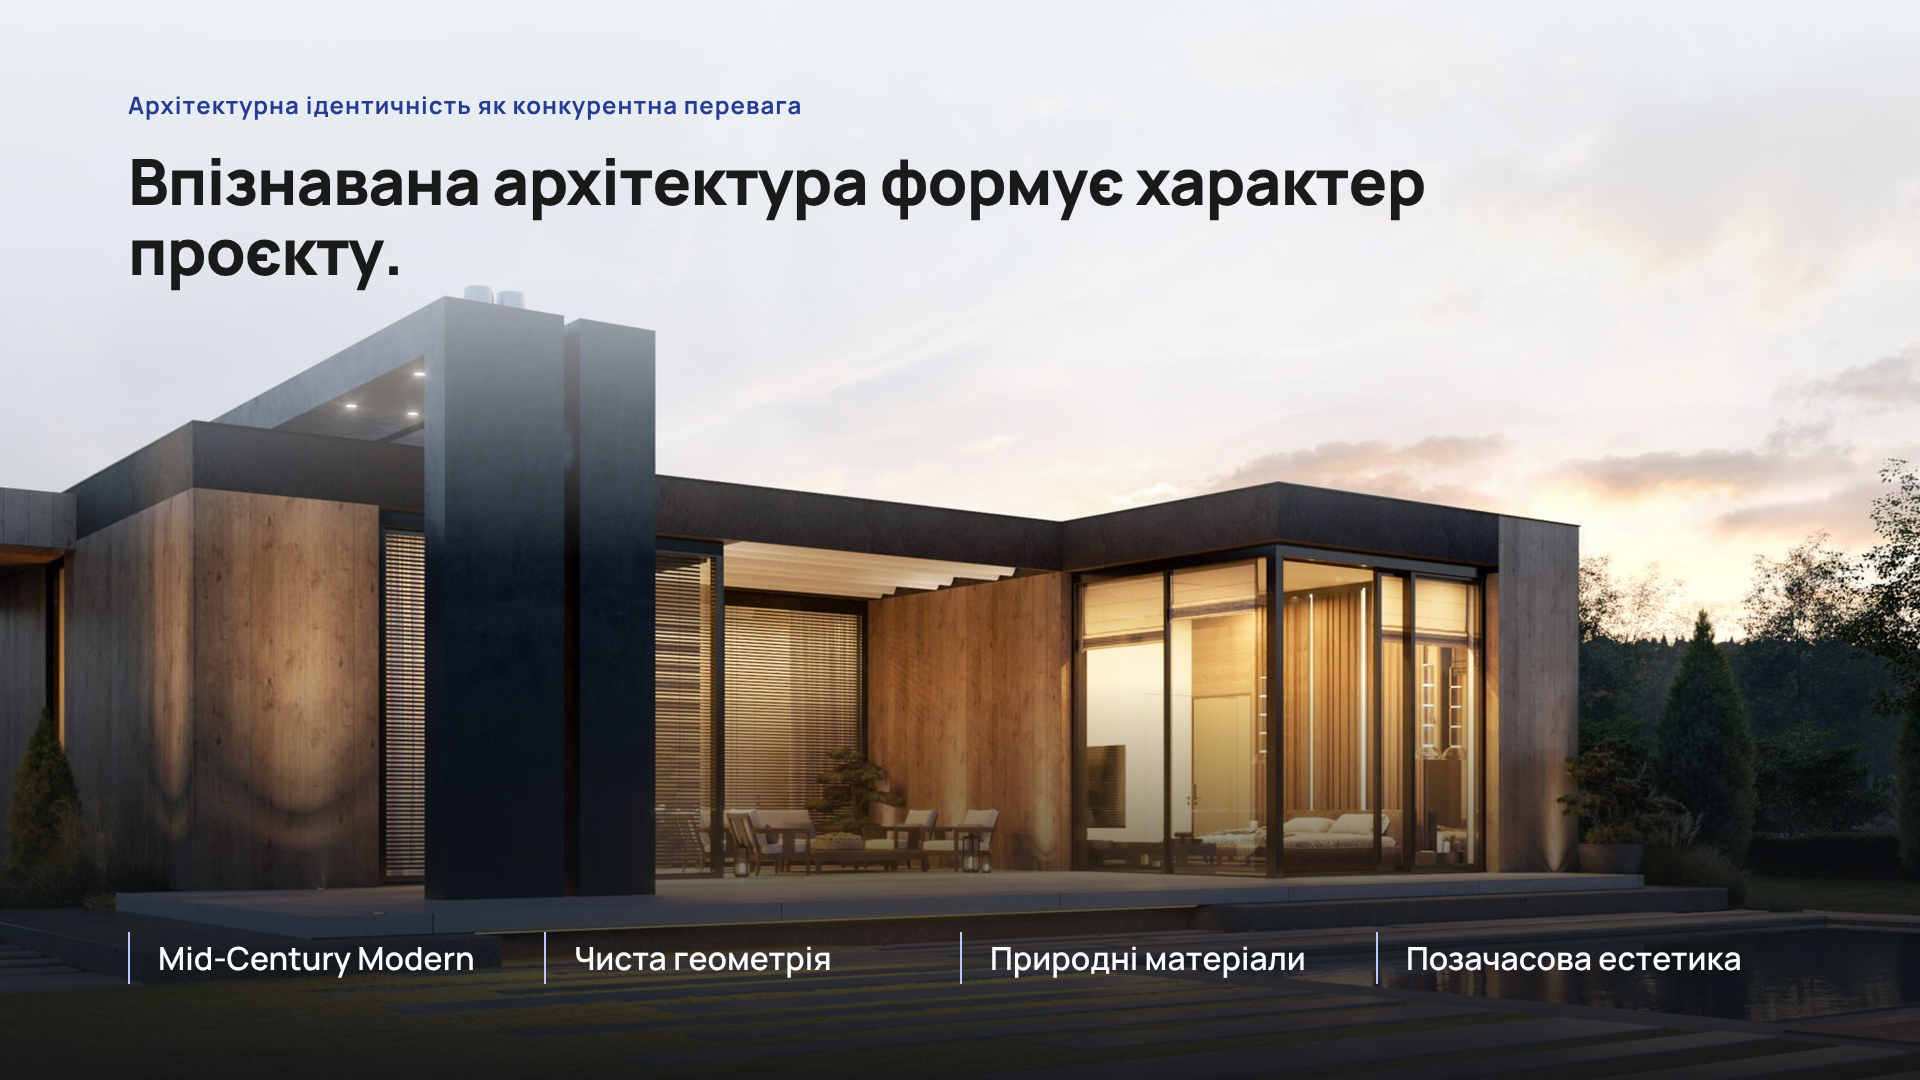 Архітектурна ідентичність як конкурентна перевага
Впізнавана архітектура формує характер
проєкту.
Mid-Century Modern
Чиста геометрія
Природні матеріали
Позачасова естетика